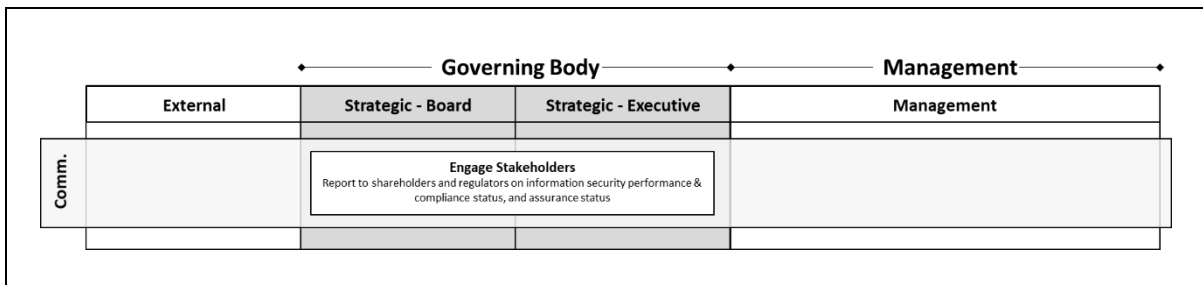 Governing Body
Management
External
Strategic - Board
Strategic - Executive
Management
Comm.
Engage Stakeholders
Report to shareholders and regulators on information security performance &
compliance status, and assurance status